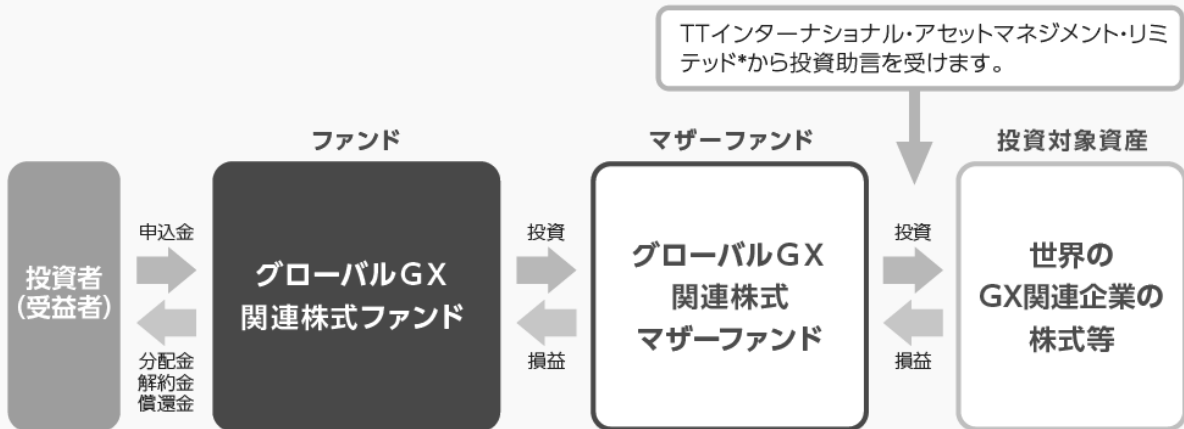 TTインターナショナル・アセットマネジメント・リミ
テッド*から投資助言を受けます。
ファンド
マザーファンド
投資対象資産
投資者
(受益者)
申込金
分配金
解約金
償還金
グローバルGX
関連株式ファンド
投資
損益
グローバルGX
関連株式
マザーファンド
投資
損益
世界の
GX関連企業の
株式等